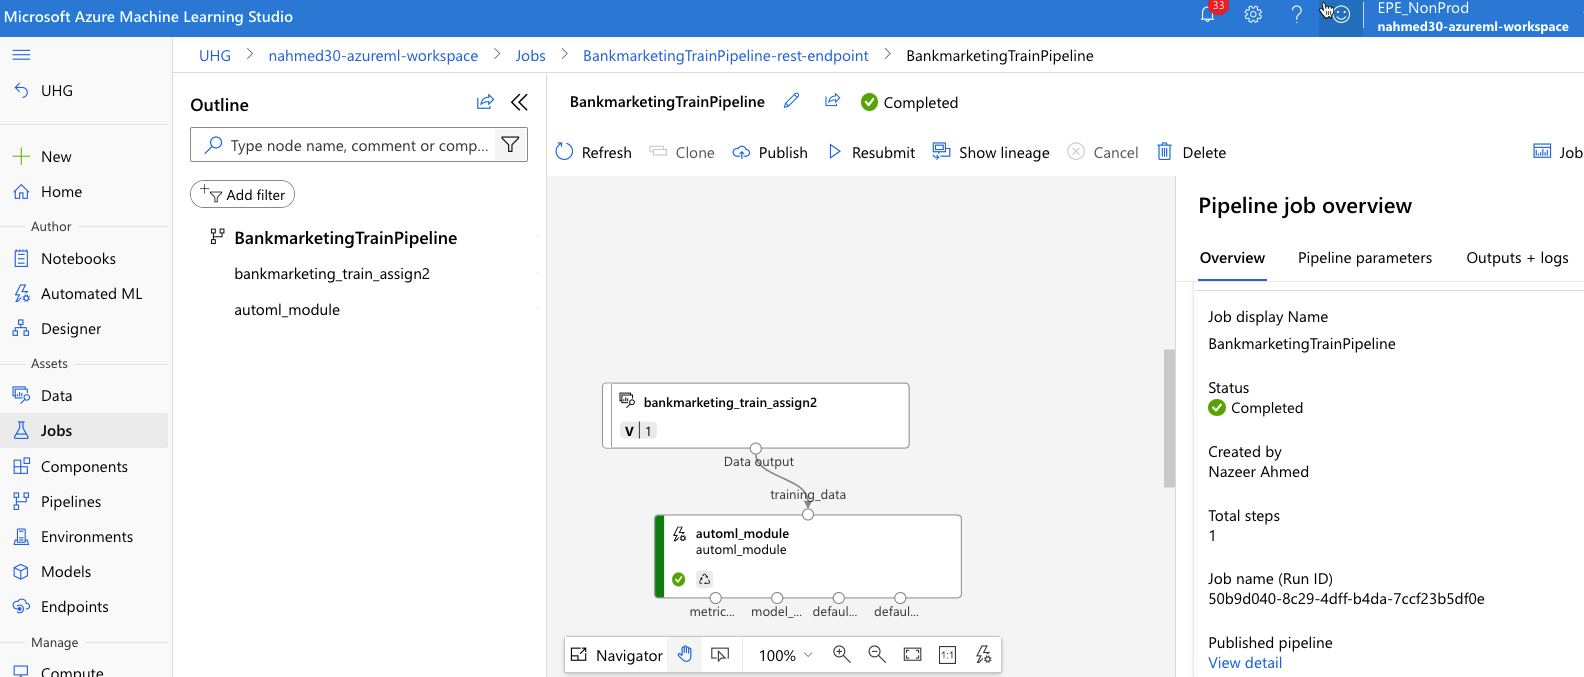 Microsoft Azure Machine Learning Studio
33
EPE_NonProd
nahmed30-azureml-workspace
UHG
nahmed30-azureml-workspace
Jobs
BankmarketingTrainPipeline-rest-endpoint
BankmarketingTrainPipeline
UHG
New
Home
Author
Notebooks
Automated ML
Designer
Assets
Data
Jobs
Components
Pipelines
Environments
Models
Endpoints
Manage
Compute
Outline
Type node name, comment or comp...
Add filter
BankmarketingTrainPipeline
bankmarketing_train_assign2
automl_module
BankmarketingTrainPipeline
Completed
Refresh
Clone
Publish
Resubmit
Show lineage
Cancel
Delete
Job
bankmarketing_train_assign2
V 1
Data output
training_data
automl_module
automl_module
metric...
model_...
defaul...
defaul...
Navigator
100%
1:1
Pipeline job overview
Overview
Pipeline parameters
Outputs + logs
Job display Name
BankmarketingTrainPipeline
Status
Completed
Created by
Nazeer Ahmed
Total steps
1
Job name (Run ID)
50b9d040-8c29-4dff-b4da-7ccf23b5df0e
Published pipeline
View detail